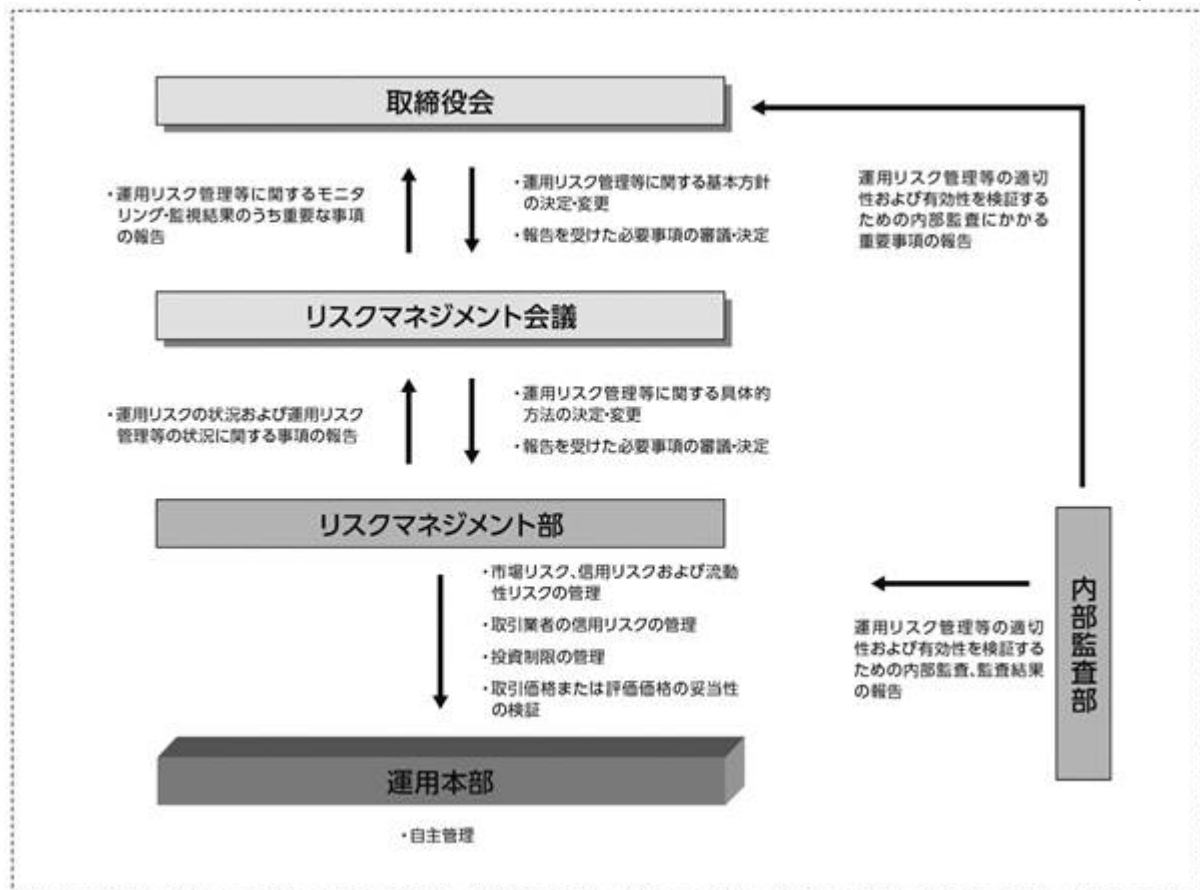 取締役会
・運用リスク管理等に関するモニタ
リング・監視結果のうち重要な事項
の報告
・運用リスク管理等に関する基本方針
の決定・変更
・報告を受けた必要事項の審議・決定
運用リスク管理等の適切
性および有効性を検証する
ための内部監査にかかる
重要事項の報告
リスクマネジメント会議
・運用リスクの状況および運用リスク
管理等の状況に関する事項の報告
・運用リスク管理等に関する具体的
方法の決定・変更
・報告を受けた必要事項の審議・決定
リスクマネジメント部
・市場リスク、信用リスクおよび流動
性リスクの管理
・取引業者の信用リスクの管理
・投資制限の管理
・取引価格または評価価格の妥当性
の検証
運用リスク管理等の適切
性および有効性を検証する
ための内部監査、監査結果
の報告
内部監査部
運用本部
・自主管理